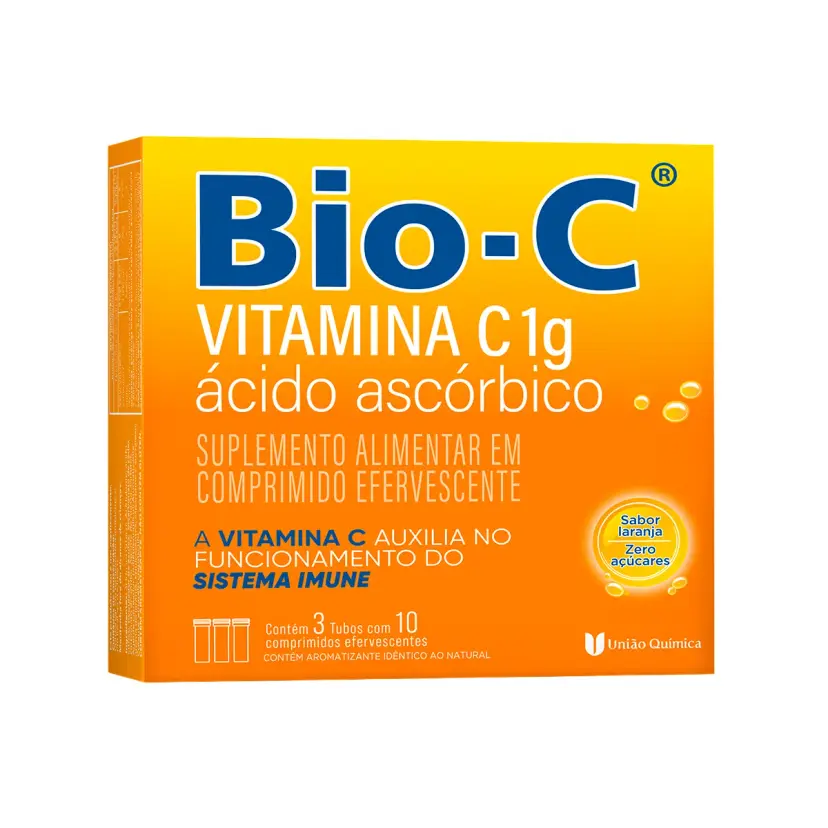 Bio-C®
VITAMINA C 1g
ácido ascórbico
SUPLEMENTO ALIMENTAR EM
COMPRIMIDO EFERVESCENTE
A VITAMINA C AUXILIA NO
FUNCIONAMENTO DO
SISTEMA IMUNE
Sabor
laranja
Zero
açúcares
Contém 3 Tubos com 10
comprimidos efervescentes
CONTÉM AROMATIZANTE IDÊNTICO AO NATURAL
União Química